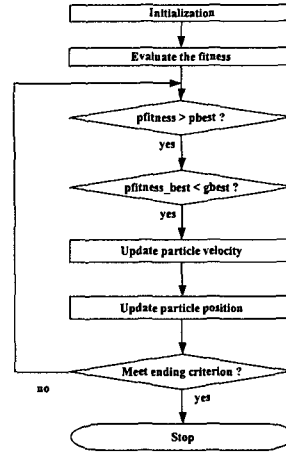 Initialization
Evaluate the fitness
pfitness > pbest ?
yes
pfitness_best < gbest ?
yes
Update particle velocity
Update particle position
Meet ending criterion ?
no
yes
Stop